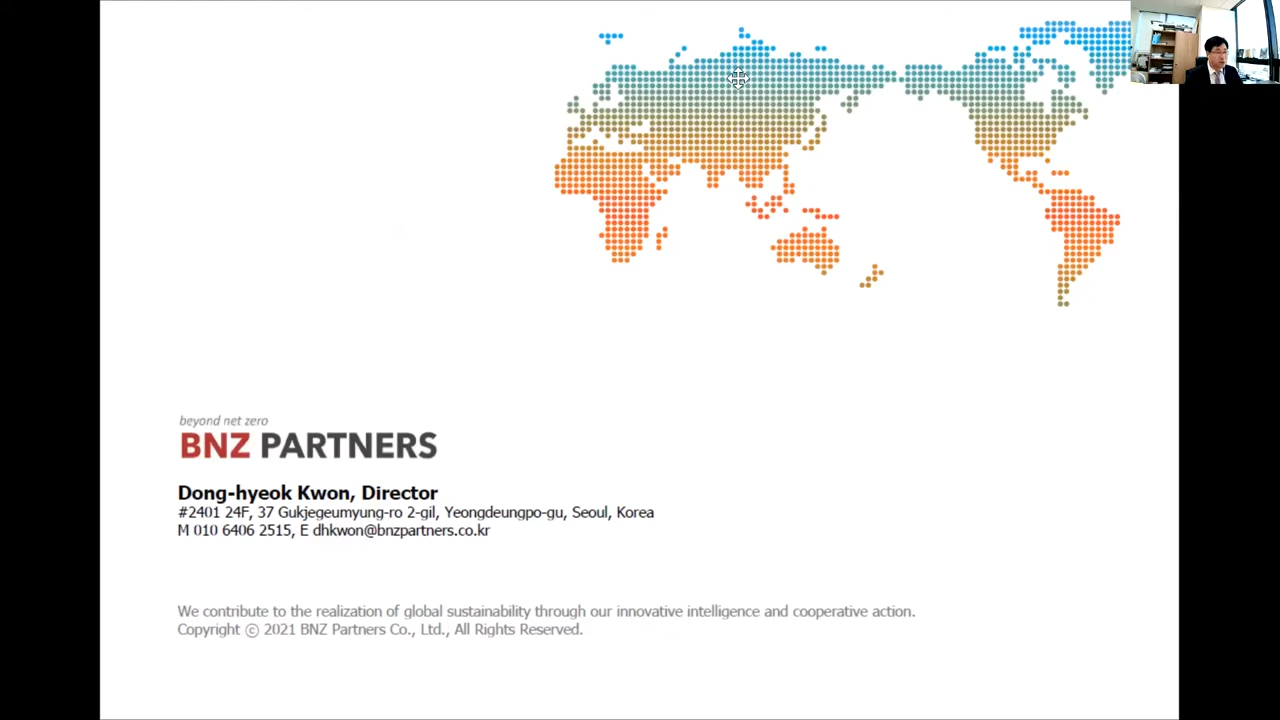 beyond net zero
BNZ PARTNERS
Dong-hyeok Kwon, Director
#2401 24F, 37 Gukjegeumyung-ro 2-gil, Yeongdeungpo-gu, Seoul, Korea
M 010 6406 2515, E dhkwon@bnzpartners.co.kr
We contribute to the realization of global sustainability through our innovative intelligence and cooperative action.
Copyright ⓒ 2021 BNZ Partners Co., Ltd., All Rights Reserved.